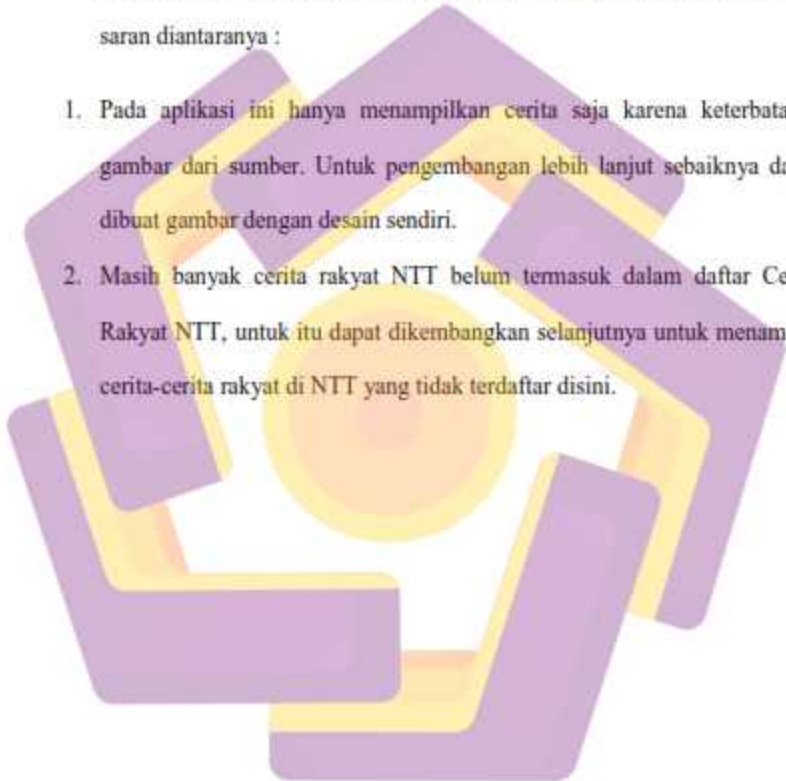 saran diantaranya :
1. Pada aplikasi ini hanya menampilkan cerita saja karena
gambar dari sumber. Untuk pengembangan lebih lanjut sebaiknya
dibuat gambar dengan desain sendiri.
2. Masih banyak cerita rakyat NTT belum termasuk dalam daftar
Rakyat NTT, untuk itu dapat dikembangkan selanjutnya untuk
cerita-cerita rakyat di NTT yang tidak terdaftar disini.